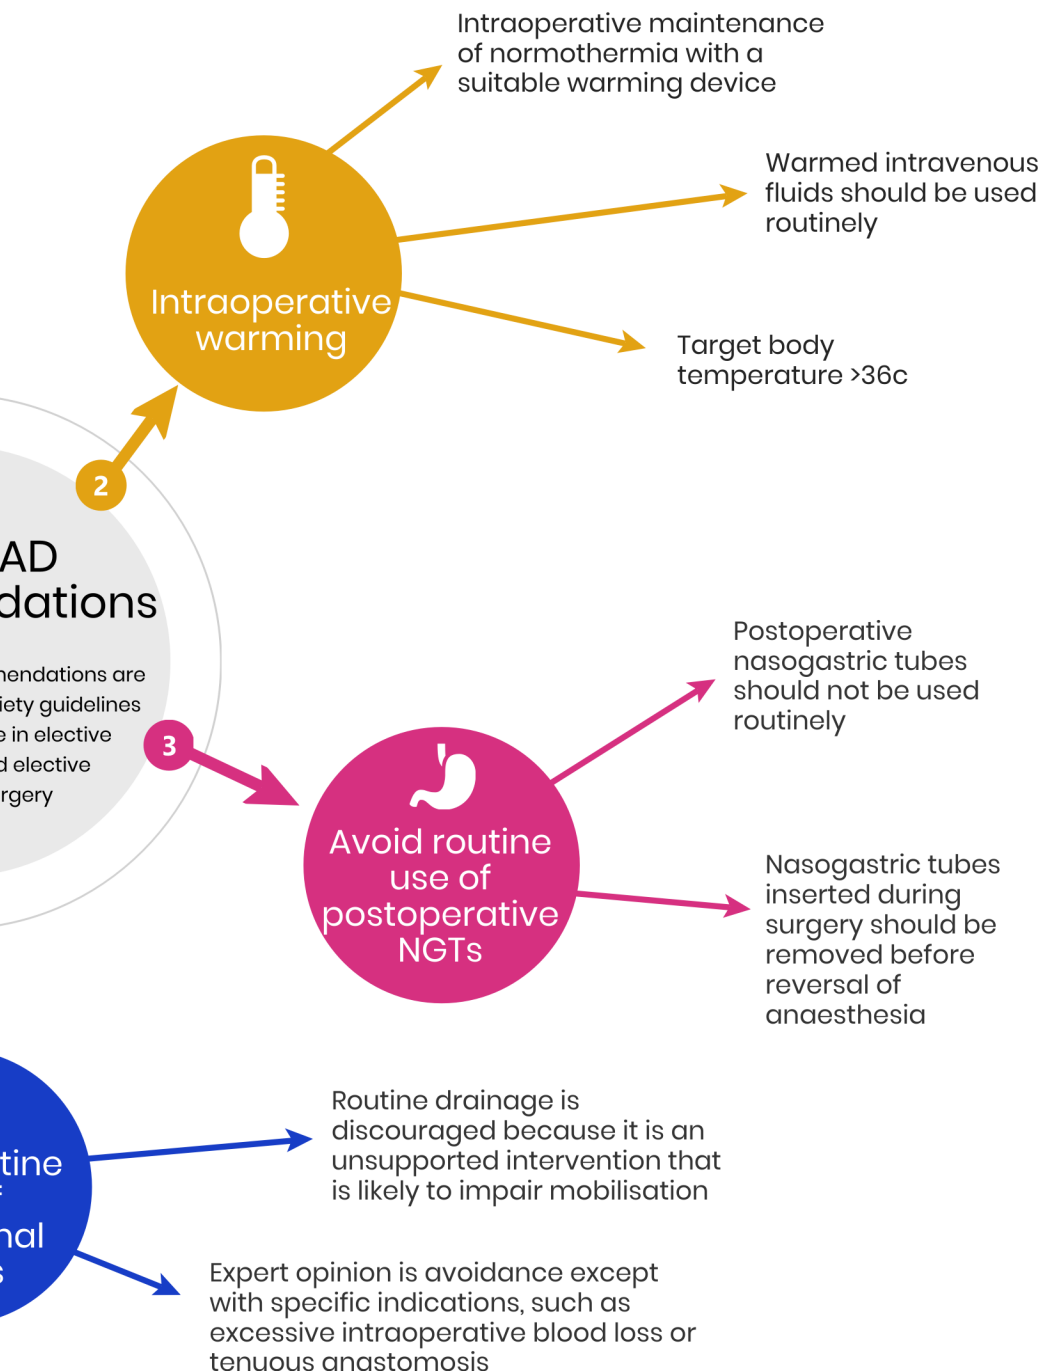 Intraoperative maintenance
of normothermia with a
suitable warming device
Warmed intravenous
fluids should be used
routinely
Intraoperative
warming
Target body
temperature >36c
2
AD
dations
nendations are
iety guidelines
e in elective
d elective
rgery
3
Postoperative
nasogastric tubes
should not be used
routinely
Avoid routine
use of
postoperative
NGTs
Nasogastric tubes
inserted during
surgery should be
removed before
reversal of
anaesthesia
tine
nal
s
Routine drainage is
discouraged because it is an
unsupported intervention that
is likely to impair mobilisation
Expert opinion is avoidance except
with specific indications, such as
excessive intraoperative blood loss or
tenuous anastomosis